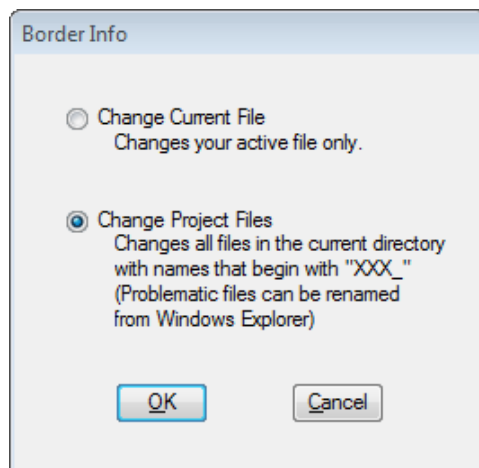 Border Info
Change Current File
Changes your active file only.
Change Project Files
Changes all files in the current directory
with names that begin with "XXX_"
(Problematic files can be renamed
from Windows Explorer)
OK
Cancel